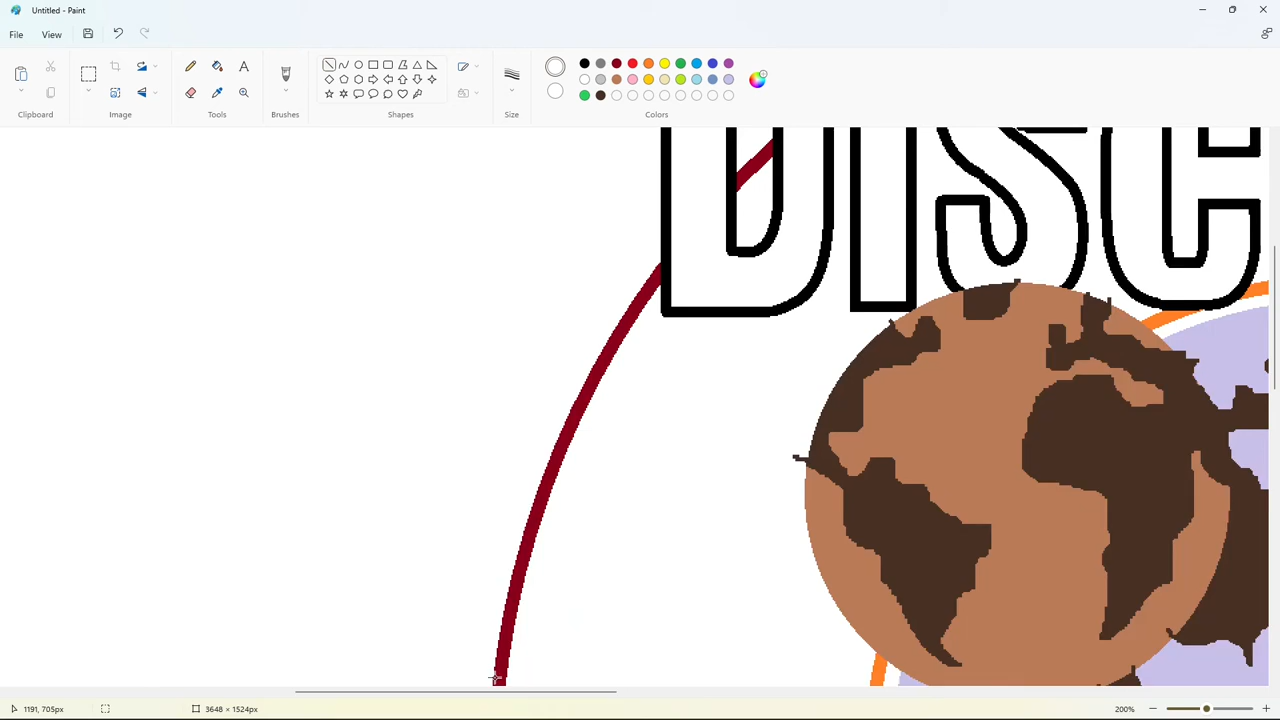 Untitled - Paint
File View
Clipboard Image Tools Brushes Shapes Size Colors
DISC
1191, 705px 3648 × 1524px 200%